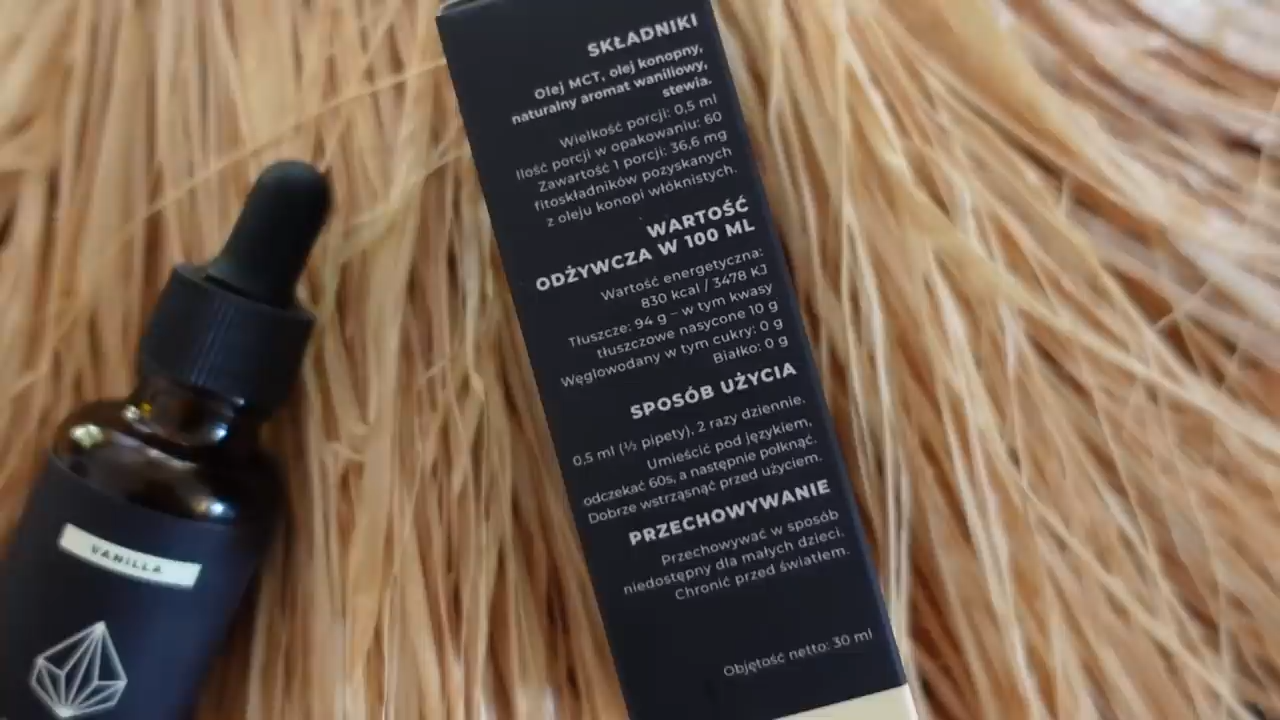 SKŁADNIKI
Olej MCT, olej konopny,
naturalny aromat waniliowy,
stewia.
Wielkość porcji: 0,5 ml
Ilość porcji w opakowaniu: 60
Zawartość 1 porcji: 36,6 mg
fitoskładników pozyskanych
z oleju konopi włóknistych.
WARTOŚĆ
ODŻYWCZA W 100 ML
Wartość energetyczna:
830 kcal / 3478 KJ
Tłuszcze: 94 g – w tym kwasy
tłuszczowe nasycone 10 g
Węglowodany w tym cukry: 0 g
Białko: 0 g
SPOSÓB UŻYCIA
0,5 ml (½ pipety), 2 razy dziennie.
Umieścić pod językiem,
odczekać 60s, a następnie połknąć.
Dobrze wstrząsnąć przed użyciem.
PRZECHOWYWANIE
Przechowywać w sposób
niedostępny dla małych dzieci.
Chronić przed światłem.
Objętość netto: 30 ml
VANILLA